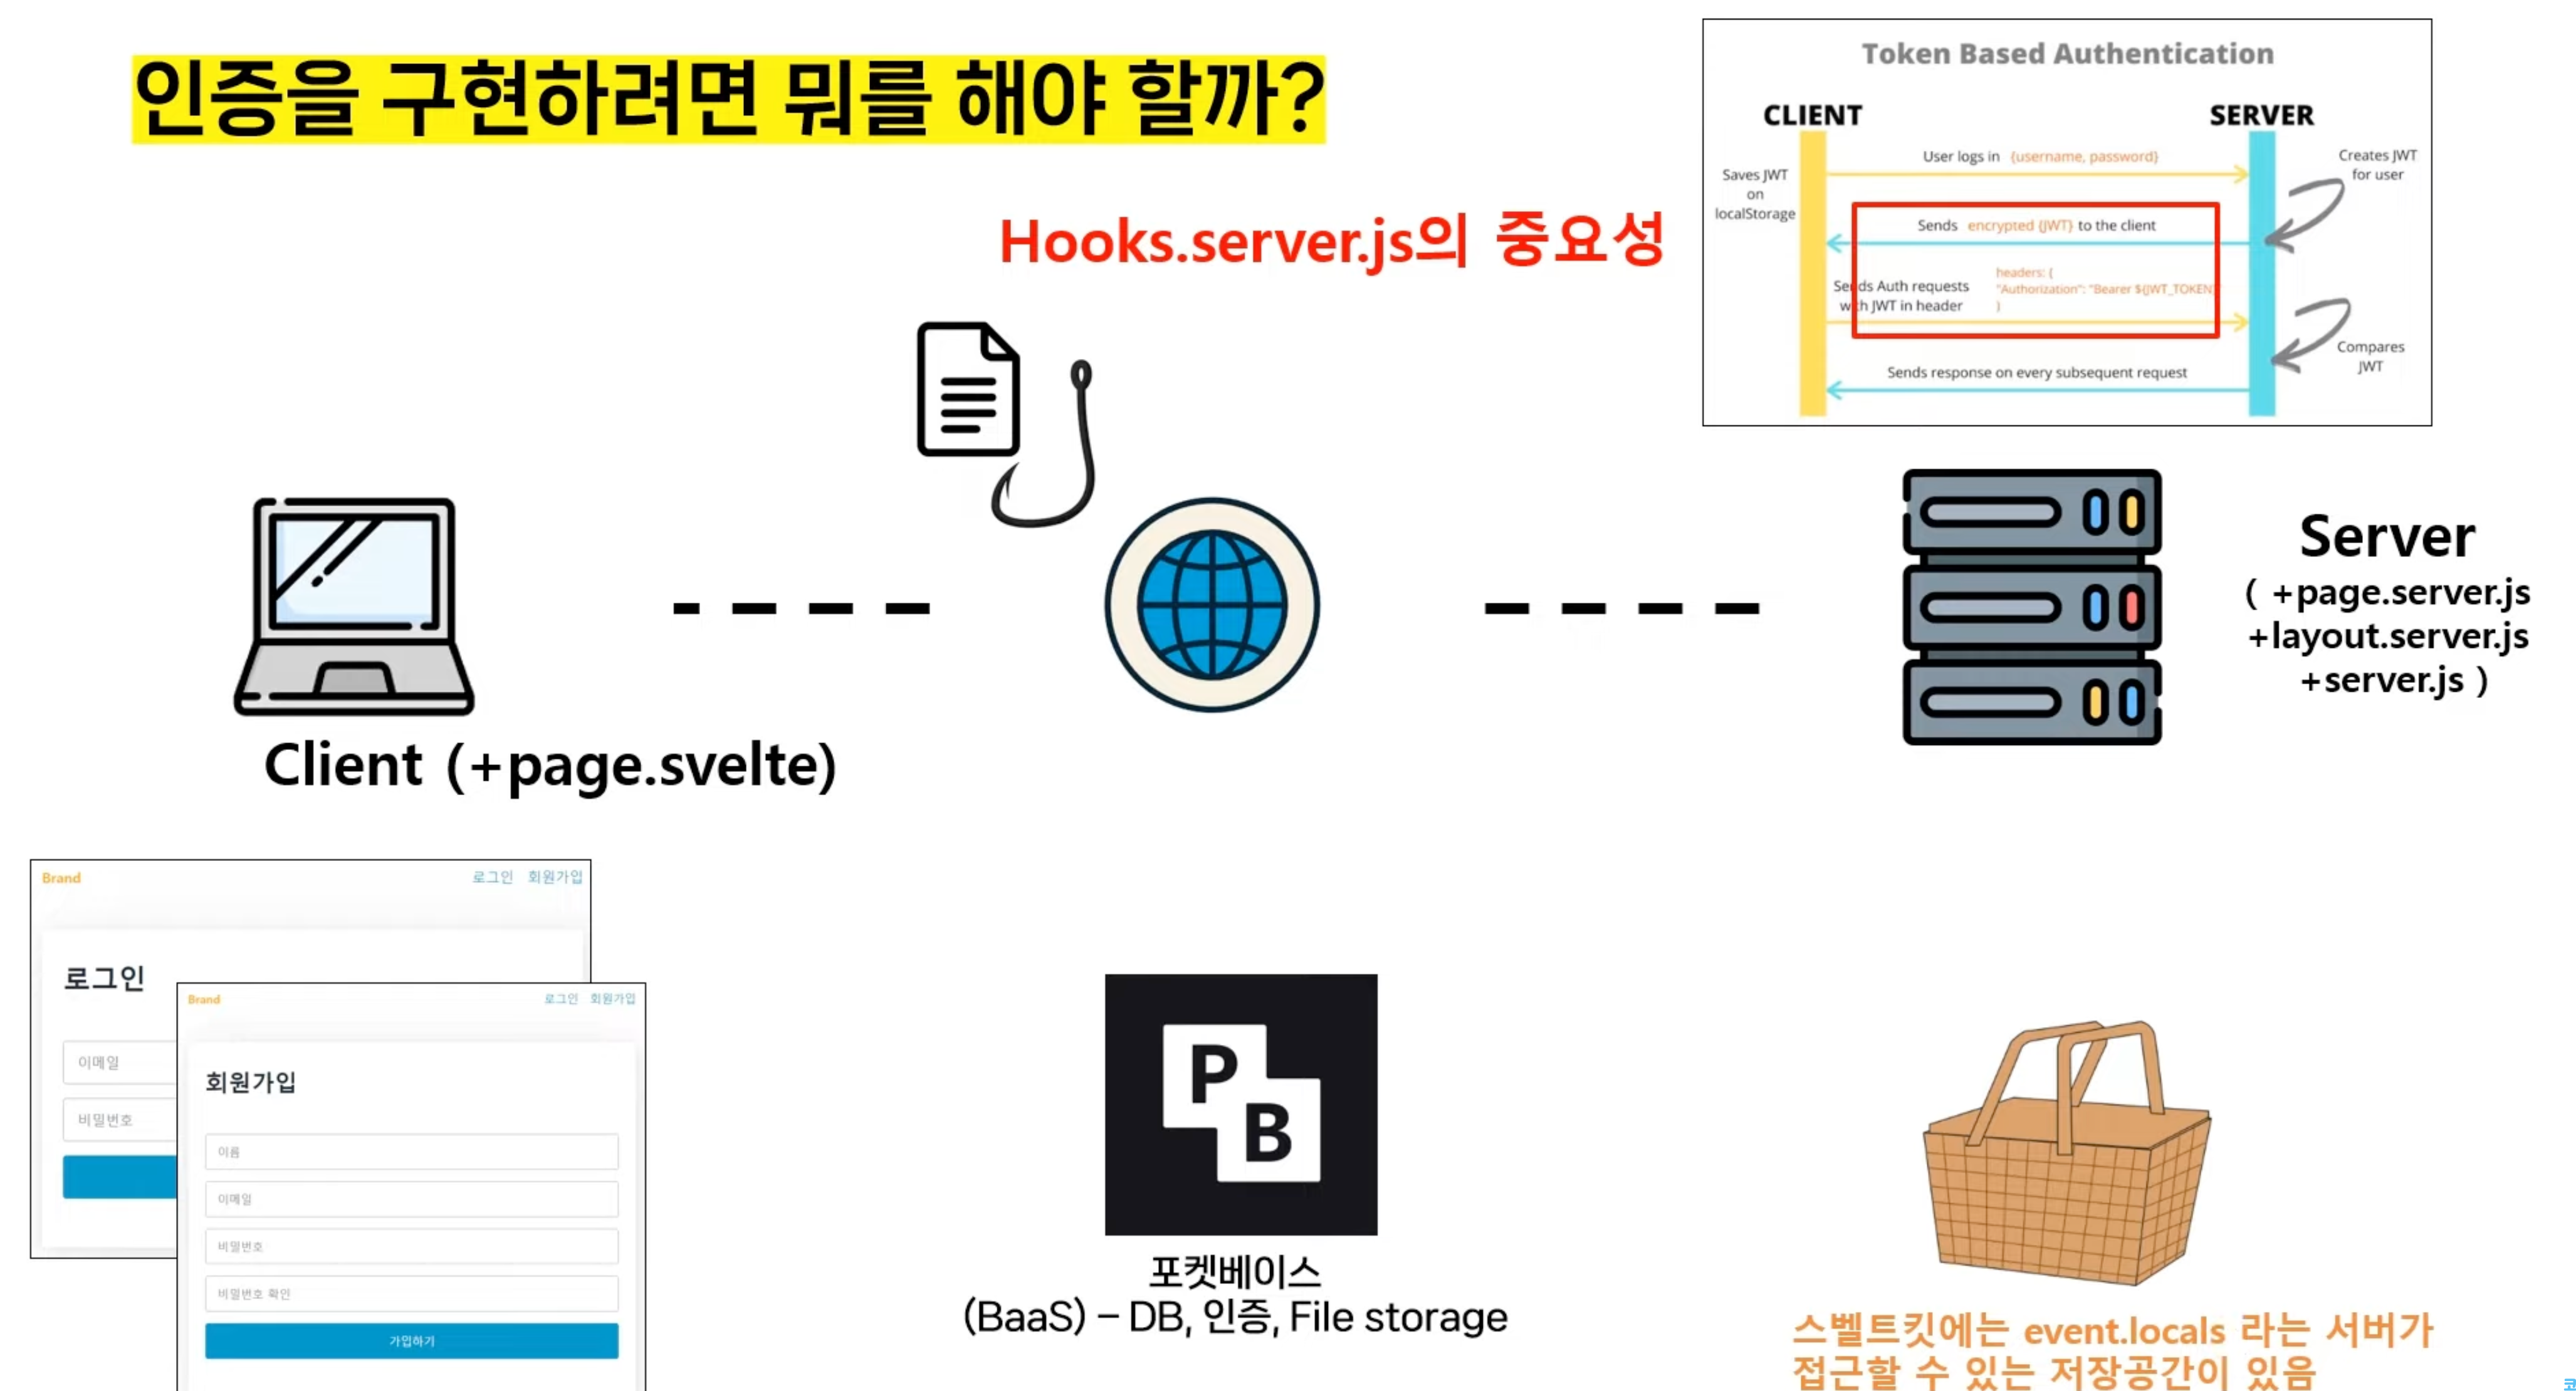 인증을 구현하려면 뭐를 해야 할까?
Hooks.server.js의 중요성
Token Based Authentication
CLIENT
SERVER
User logs in {username, password}
Creates JWT
for user
Saves JWT
on
localStorage
Sends encrypted {JWT} to the client
headers: {
"Authorization": "Bearer ${JWT_TOKEN}"
}
Sends Auth requests
with JWT in header
Compares
JWT
Sends response on every subsequent request
Client (+page.svelte)
Server
( +page.server.js
+layout.server.js
+server.js )
Brand
로그인 회원가입
로그인
이메일
비밀번호
Brand
로그인 회원가입
회원가입
이름
이메일
비밀번호
비밀번호 확인
가입하기
P
B
포켓베이스
(BaaS) – DB, 인증, File storage
스벨트킷에는 event.locals 라는 서버가
접근할 수 있는 저장공간이 있음